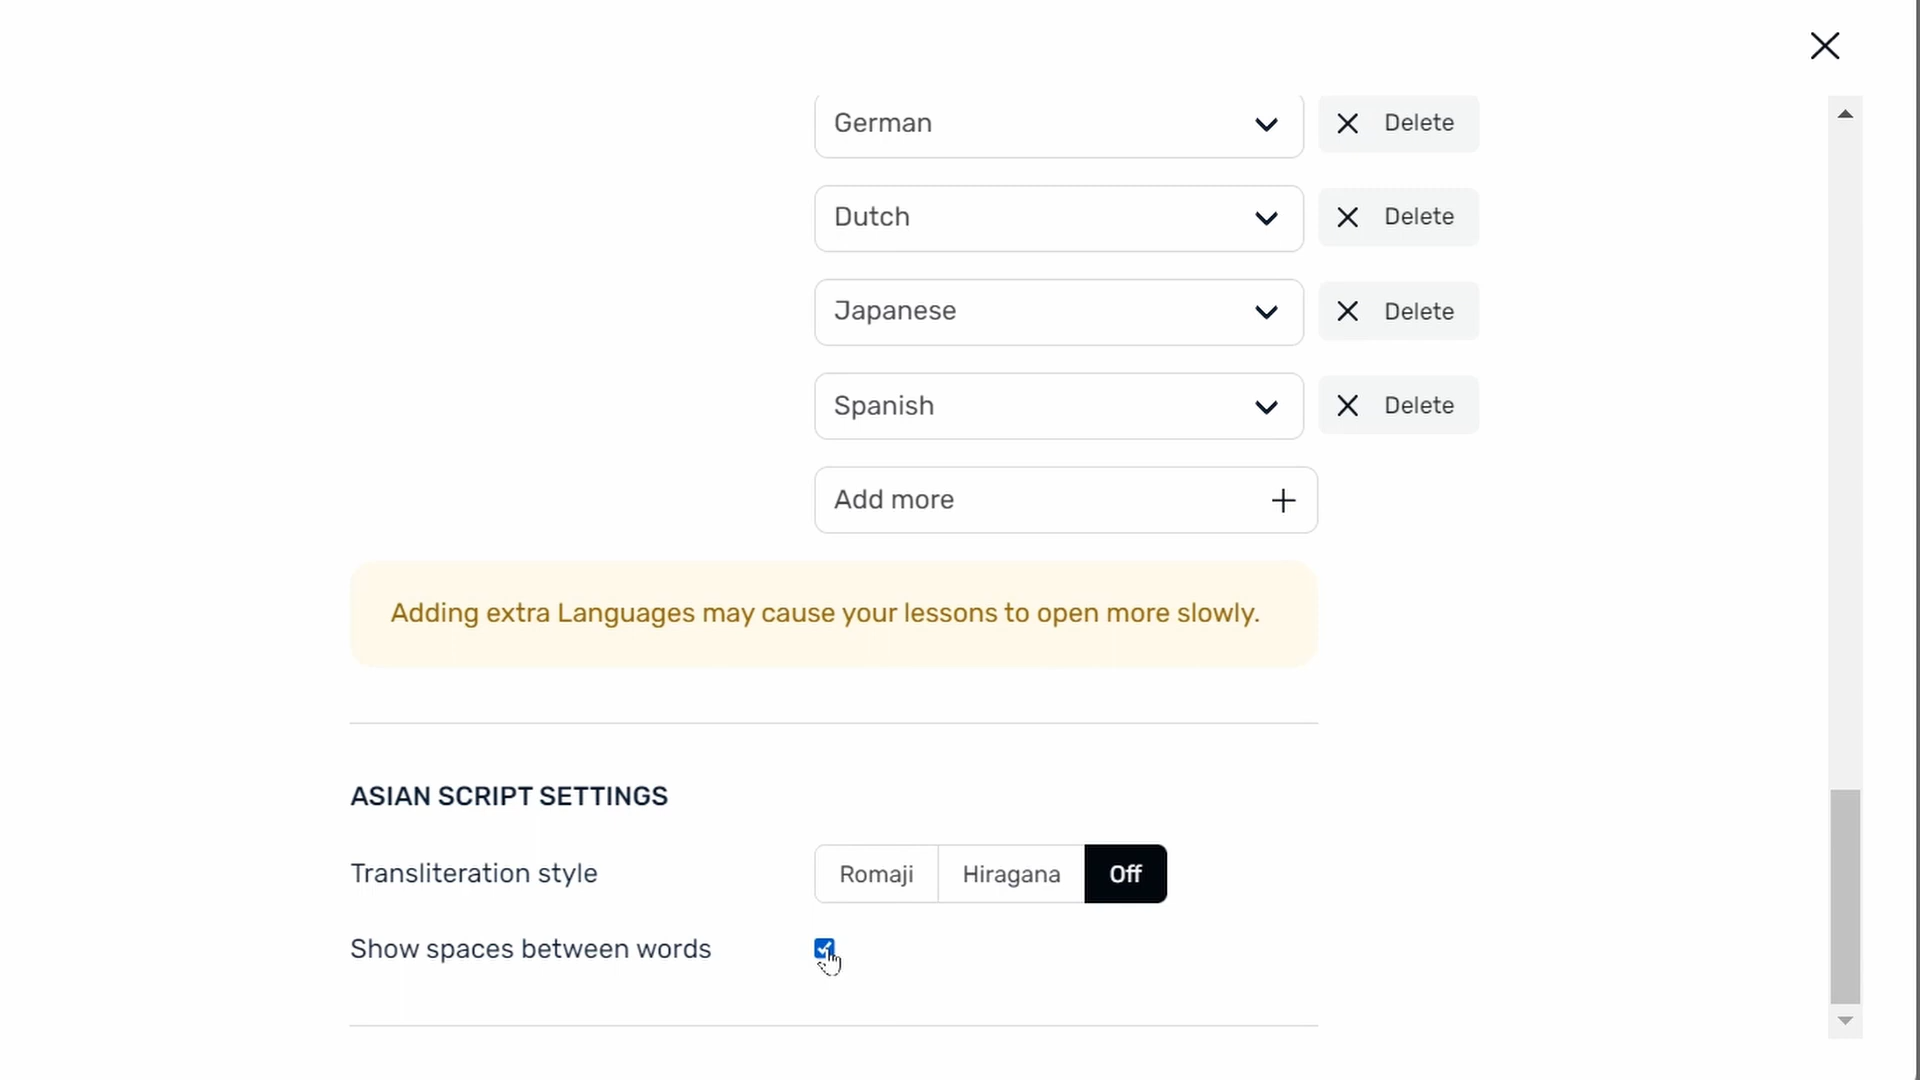 German
Delete
Dutch
Delete
Japanese
Delete
Spanish
Delete
Add more
Adding extra Languages may cause your lessons to open more slowly.
ASIAN SCRIPT SETTINGS
Transliteration style
Romaji
Hiragana
Off
Show spaces between words